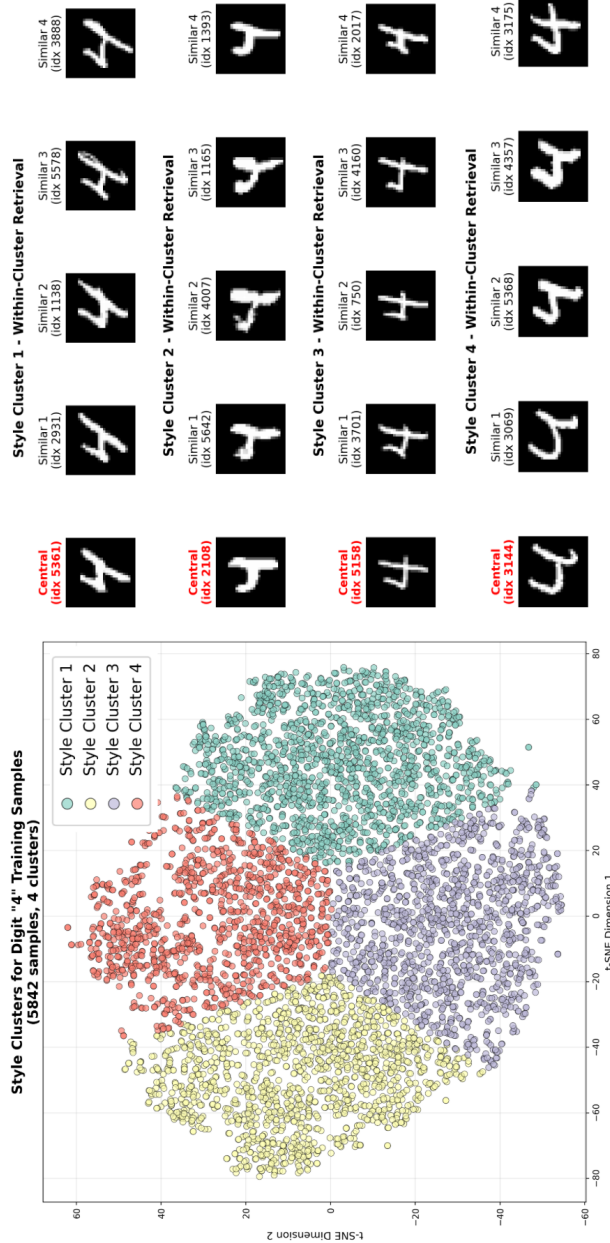 Style Clusters for Digit "4" Training Samples
(5842 samples, 4 clusters)
Style Cluster 1
Style Cluster 2
Style Cluster 3
Style Cluster 4
t-SNE Dimension 2
60
40
20
0
−20
−40
−60
−80
−60
−40
−20
0
20
40
60
80
t-SNE Dimension 1
Style Cluster 1 - Within-Cluster Retrieval
Central
(idx 5361)
Similar 1
(idx 2931)
Similar 2
(idx 1138)
Similar 3
(idx 5578)
Similar 4
(idx 3888)
Style Cluster 2 - Within-Cluster Retrieval
Central
(idx 2108)
Similar 1
(idx 5642)
Similar 2
(idx 4007)
Similar 3
(idx 1165)
Similar 4
(idx 1393)
Style Cluster 3 - Within-Cluster Retrieval
Central
(idx 5158)
Similar 1
(idx 3701)
Similar 2
(idx 750)
Similar 3
(idx 4160)
Similar 4
(idx 2017)
Style Cluster 4 - Within-Cluster Retrieval
Central
(idx 3144)
Similar 1
(idx 3069)
Similar 2
(idx 5368)
Similar 3
(idx 4357)
Similar 4
(idx 3175)